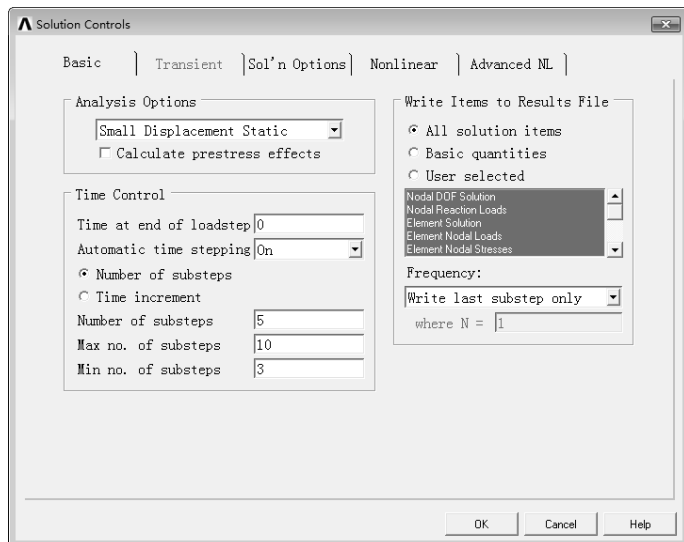 Solution Controls
Basic
Transient
Sol'n Options
Nonlinear
Advanced NL
Analysis Options
Small Displacement Static
Calculate prestress effects
Time Control
Time at end of loadstep 0
Automatic time stepping On
Number of substeps
Time increment
Number of substeps 5
Max no. of substeps 10
Min no. of substeps 3
Write Items to Results File
All solution items
Basic quantities
User selected
Nodal DOF Solution
Nodal Reaction Loads
Element Solution
Element Nodal Loads
Element Nodal Stresses
Frequency:
Write last substep only
where N = 1
OK
Cancel
Help